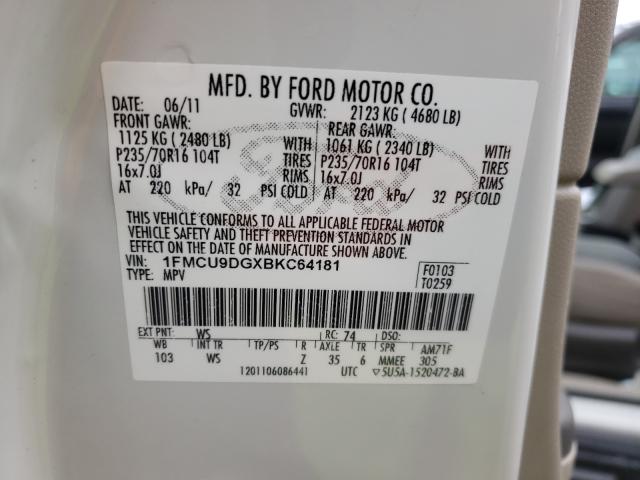 MFD. BY FORD MOTOR CO.
DATE: 06/11 GVWR: 2123 KG ( 4680 LB)
FRONT GAWR: REAR GAWR:
1125 KG ( 2480 LB) WITH 1061 KG ( 2340 LB) WITH
P235/70R16 104T TIRES P235/70R16 104T TIRES
16x7.0J RIMS 16x7.0J RIMS
AT 220 kPa/ 32 PSI COLD AT 220 kPa/ 32 PSI COLD
THIS VEHICLE CONFORMS TO ALL APPLICABLE FEDERAL MOTOR
VEHICLE SAFETY AND THEFT PREVENTION STANDARDS IN
EFFECT ON THE DATE OF MANUFACTURE SHOWN ABOVE.
VIN: 1FMCU9DGXBKC64181 F0103
TYPE: MPV T0259
EXT PNT: WS RC: 74 DSO:
WB INT TR TP/PS R AXLE TR SPR AM71F
103 WS Z 35 6 MMEE 305
1201106086441 UTC ▽5U5A-1520472-BA